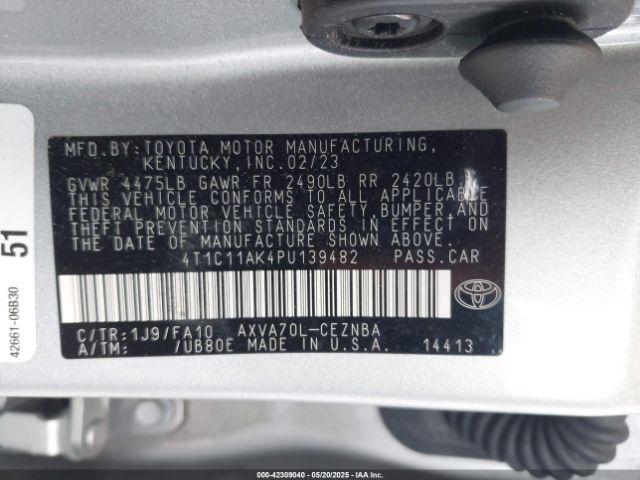 MFD.BY: TOYOTA MOTOR MANUFACTURING,
KENTUCKY, INC. 02/23
GVWR 4475LB GAWR FR 2490LB RR 2420LB
THIS VEHICLE CONFORMS TO ALL APPLICABLE
FEDERAL MOTOR VEHICLE SAFETY, BUMPER, AND
THEFT PREVENTION STANDARDS IN EFFECT ON
THE DATE OF MANUFACTURE SHOWN ABOVE.
4T1C11AK4PU139482 PASS.CAR
C/TR: 1J9/FA10 AXVA70L-CEZNBA
A/TM: /UB80E MADE IN U.S.A. 14413
42661-06B30 51
000-42309040 - 05/20/2025 - IAAI.COM